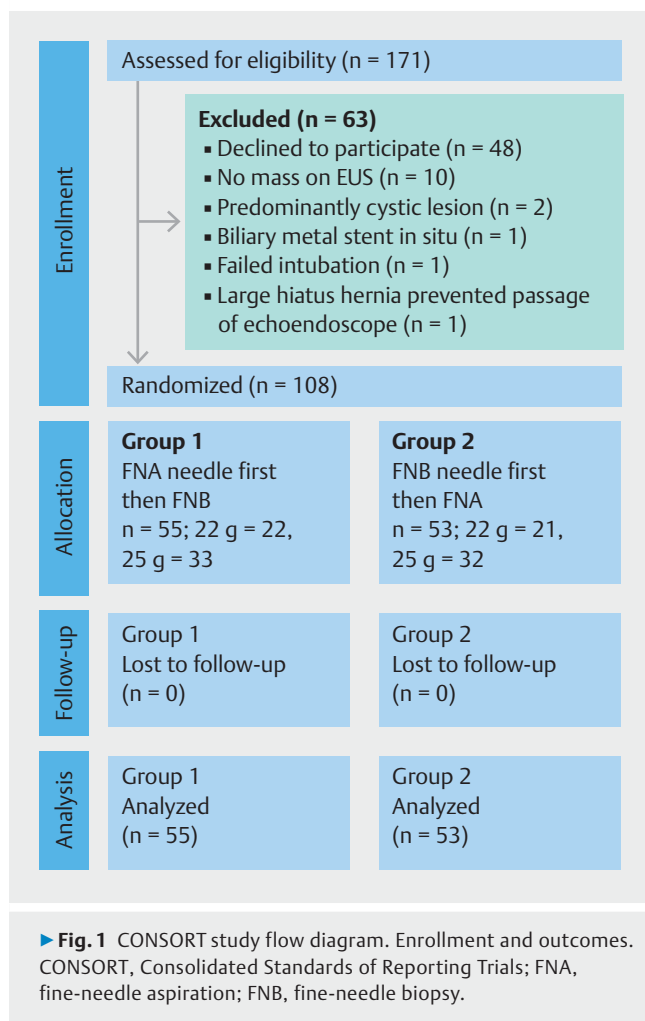 Enrollment
Assessed for eligibility (n = 171)
Excluded (n = 63)
▪ Declined to participate (n = 48)
▪ No mass on EUS (n = 10)
▪ Predominantly cystic lesion (n = 2)
▪ Biliary metal stent in situ (n = 1)
▪ Failed intubation (n = 1)
▪ Large hiatus hernia prevented passage
of echoendoscope (n = 1)
Randomized (n = 108)
Allocation
Group 1
FNA needle first
then FNB
n = 55; 22 g = 22,
25 g = 33
Group 2
FNB needle first
then FNA
n = 53; 22 g = 21,
25 g = 32
Follow-up
Group 1
Lost to follow-up
(n = 0)
Group 2
Lost to follow-up
(n = 0)
Analysis
Group 1
Analyzed
(n = 55)
Group 2
Analyzed
(n = 53)
▶ Fig. 1 CONSORT study flow diagram. Enrollment and outcomes.
CONSORT, Consolidated Standards of Reporting Trials; FNA,
fine-needle aspiration; FNB, fine-needle biopsy.